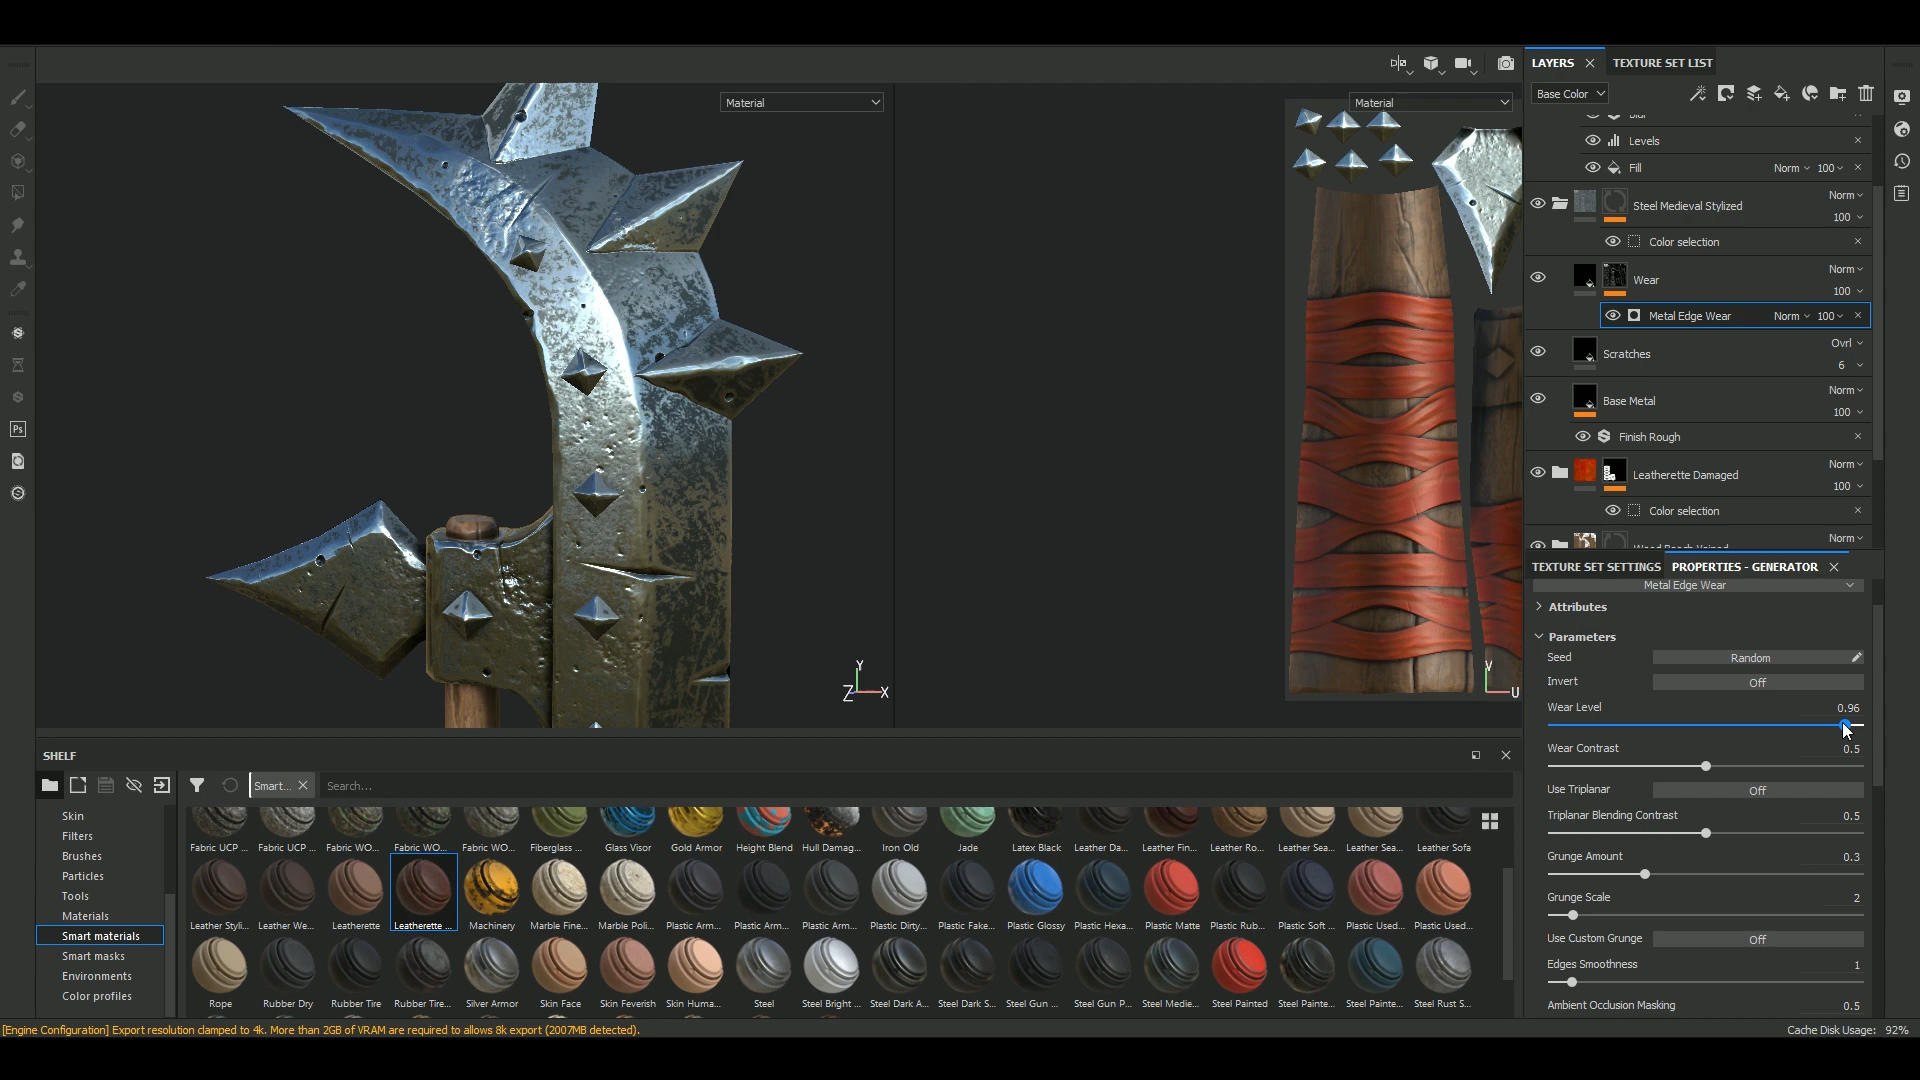 LAYERS
TEXTURE SET LIST
Material
Material
Base Color
Levels
Fill
Norm 100
Norm
Steel Medieval Stylized
100
Color selection
Norm
Wear
100
Metal Edge Wear
Norm 100
Ovrl
Scratches
6
Norm
Base Metal
100
Finish Rough
Norm
Leatherette Damaged
100
Color selection
Norm
Y
Z
X
V
U
TEXTURE SET SETTINGS
PROPERTIES - GENERATOR
Metal Edge Wear
Attributes
Parameters
Seed
Random
Invert
Off
Wear Level
0.96
Wear Contrast
0.5
Use Triplanar
Off
Triplanar Blending Contrast
0.5
Grunge Amount
0.3
Grunge Scale
2
Use Custom Grunge
Off
Edges Smoothness
1
Ambient Occlusion Masking
0.5
Ps
SHELF
Smart...
Search...
Skin
Filters
Brushes
Particles
Tools
Materials
Smart materials
Smart masks
Environments
Color profiles
Fabric UCP ... Fabric UCP ... Fabric WO... Fabric WO... Fabric WO... Fiberglass ... Glass Visor Gold Armor Height Blend Hull Damag... Iron Old Jade Latex Black Leather Da... Leather Fin... Leather Ro... Leather Sea... Leather Sea... Leather Sofa
Leather Styli... Leather We... Leatherette Leatherette ... Machinery Marble Fine... Marble Poli... Plastic Arm... Plastic Arm... Plastic Arm... Plastic Dirty... Plastic Fake... Plastic Glossy Plastic Hexa... Plastic Matte Plastic Rub... Plastic Soft ... Plastic Used... Plastic Used...
Rope Rubber Dry Rubber Tire Rubber Tire... Silver Armor Skin Face Skin Feverish Skin Huma... Steel Steel Bright ... Steel Dark A... Steel Dark S... Steel Gun ... Steel Gun P... Steel Medie... Steel Painted Steel Painte... Steel Painte... Steel Rust S...
[Engine Configuration] Export resolution clamped to 4k. More than 2GB of VRAM are required to allows 8k export (2007MB detected).
Cache Disk Usage: 92%